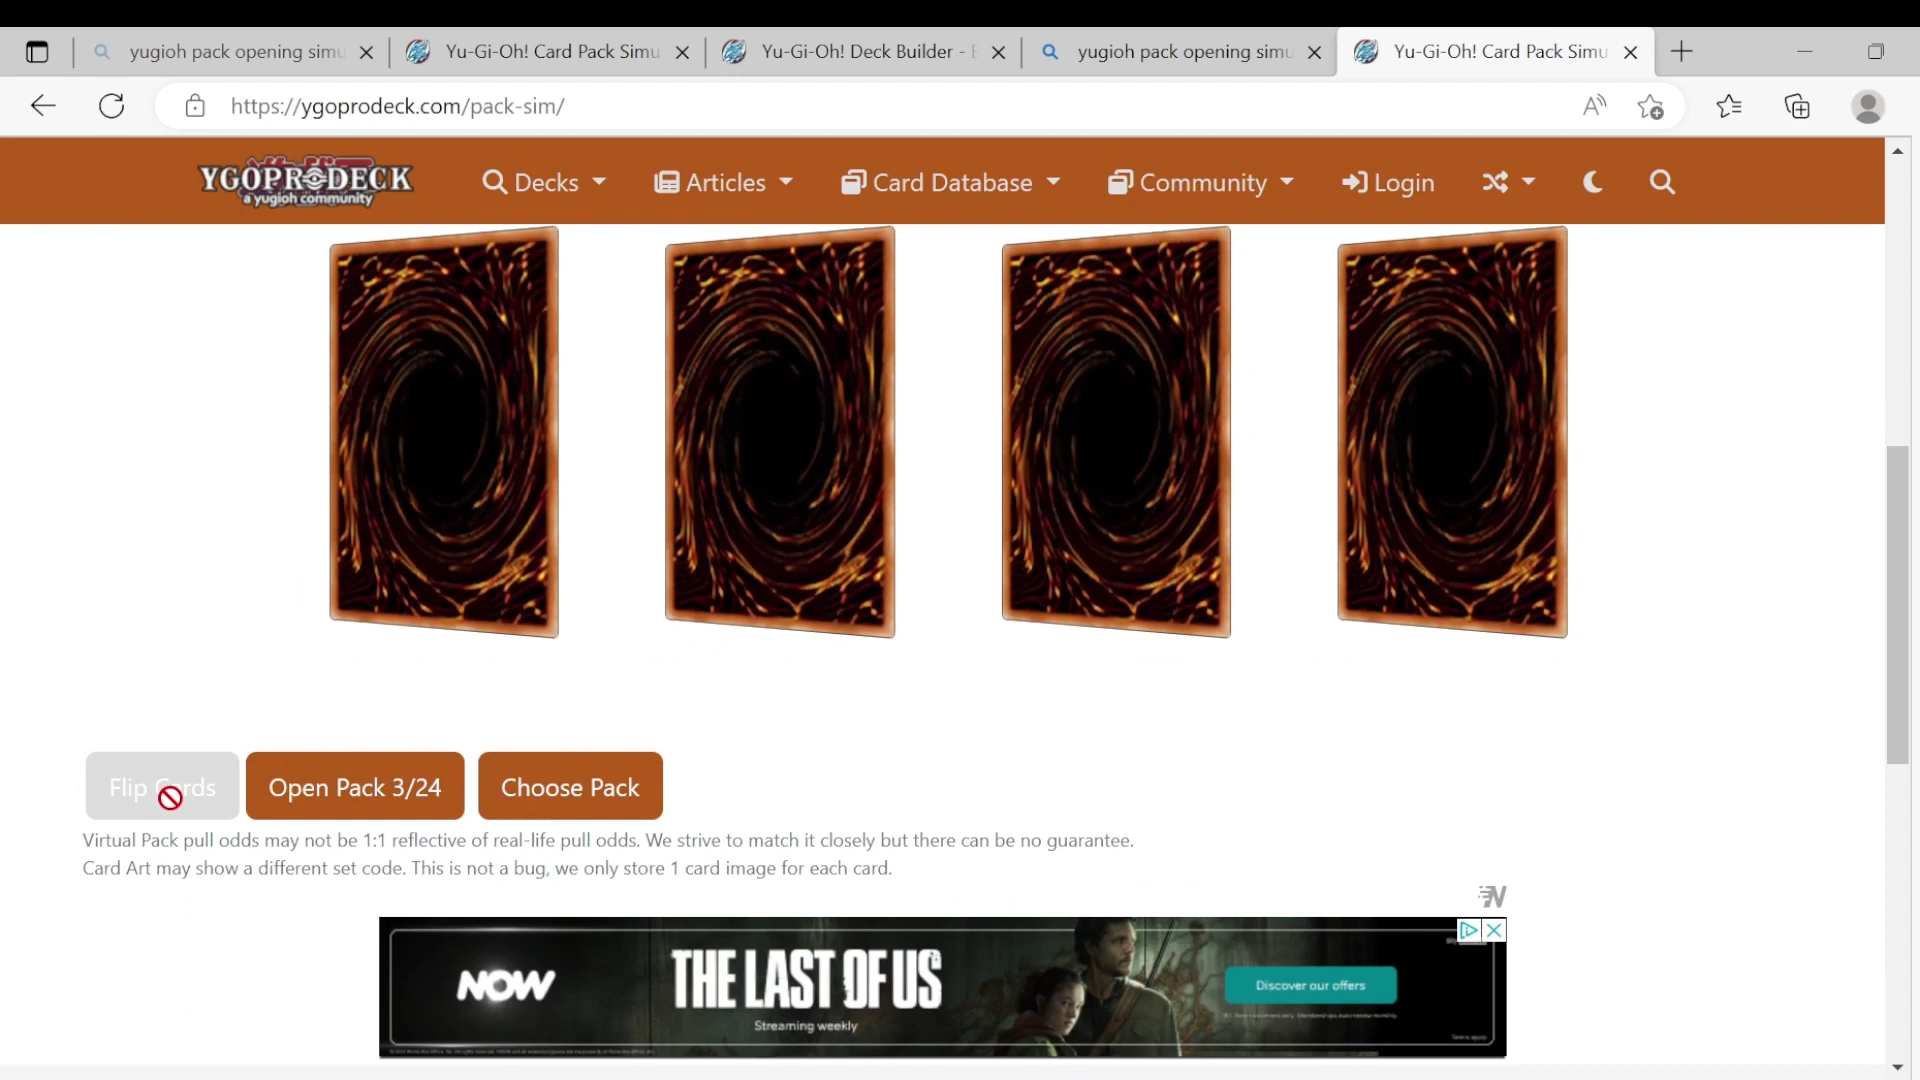 yugioh pack opening simu
Yu-Gi-Oh! Card Pack Simu
Yu-Gi-Oh! Deck Builder -
yugioh pack opening simu
Yu-Gi-Oh! Card Pack Simu
https://ygoprodeck.com/pack-sim/
YGOPRODECK
a yugioh community
Decks
Articles
Card Database
Community
Login
Flip Cards
Open Pack 3/24
Choose Pack
Virtual Pack pull odds may not be 1:1 reflective of real-life pull odds. We strive to match it closely but there can be no guarantee.
Card Art may show a different set code. This is not a bug, we only store 1 card image for each card.
NOW
THE LAST OF US
Streaming weekly
Discover our offers